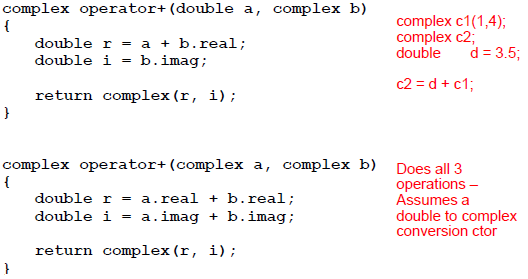 complex operator+(double a, complex b)
{
    double r = a + b.real;
    double i = b.imag;

    return complex(r, i);
}
complex c1(1,4);
complex c2;
double d = 3.5;

c2 = d + c1;

complex operator+(complex a, complex b)
{
    double r = a.real + b.real;
    double i = a.imag + b.imag;

    return complex(r, i);
}
Does all 3
operations –
Assumes a
double to complex
conversion ctor